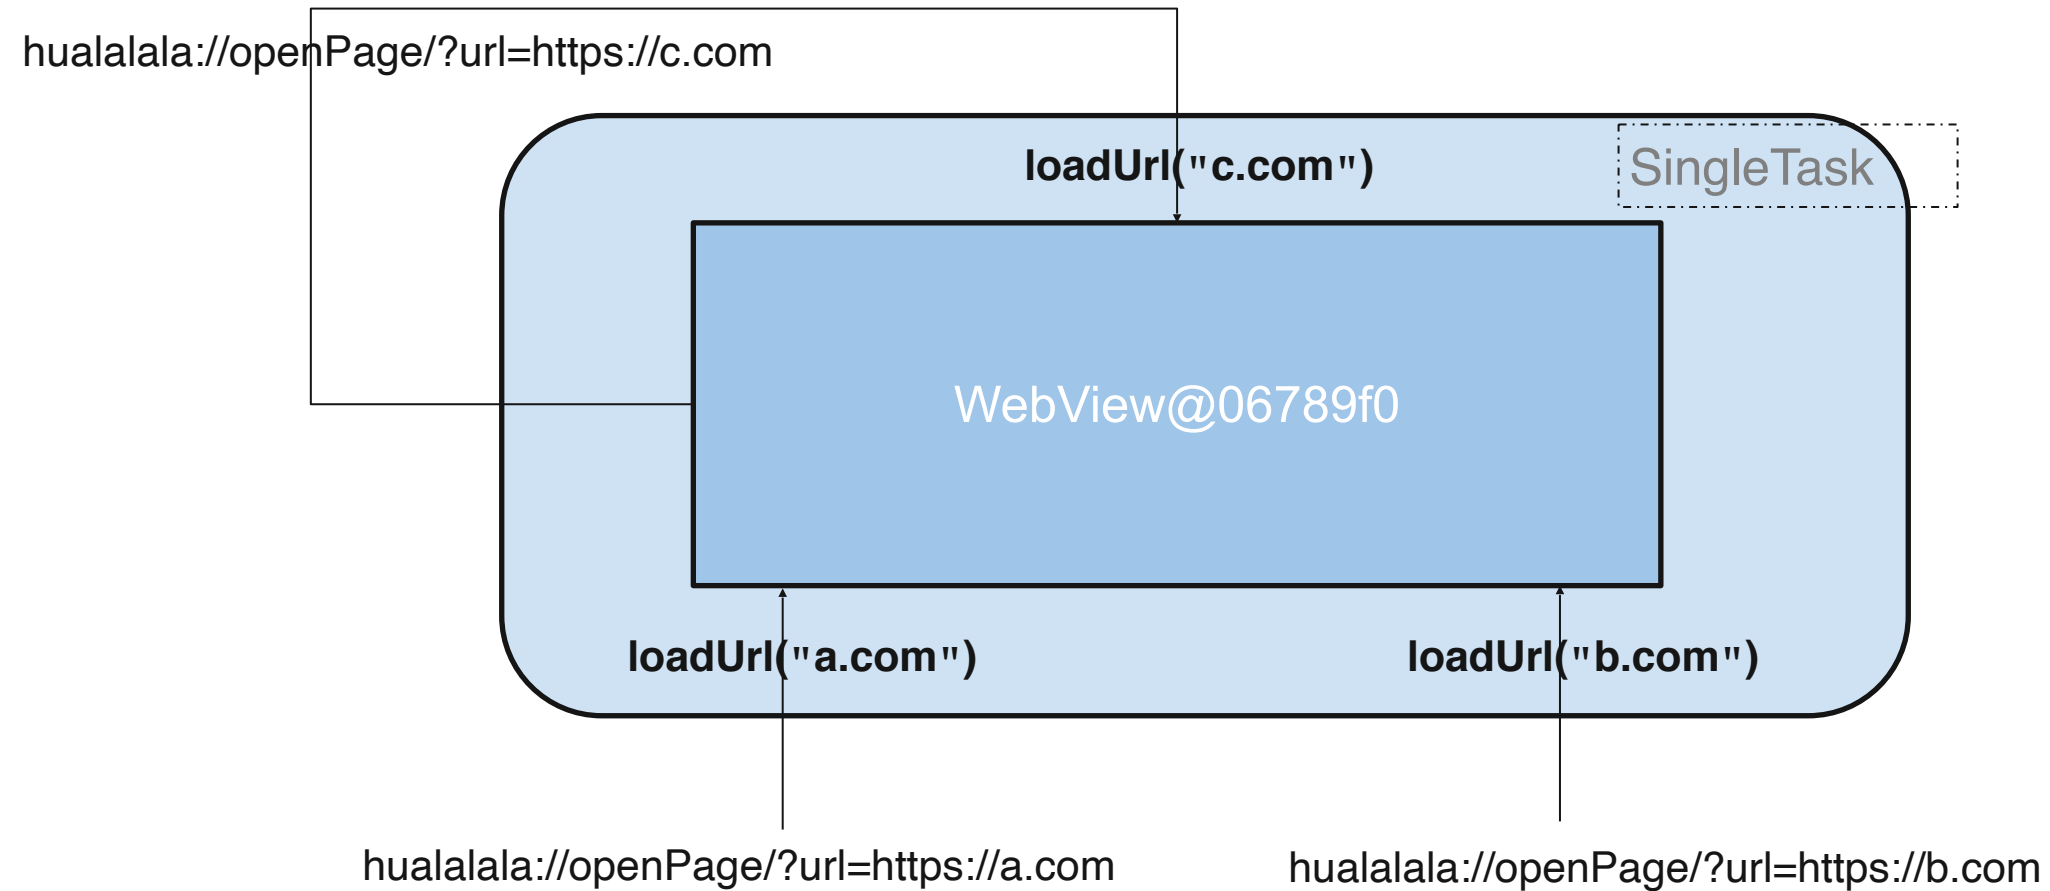 hualalala://openPage/?url=https://c.com
loadUrl("c.com")
SingleTask
WebView@06789f0
loadUrl("a.com")
loadUrl("b.com")
hualalala://openPage/?url=https://a.com
hualalala://openPage/?url=https://b.com